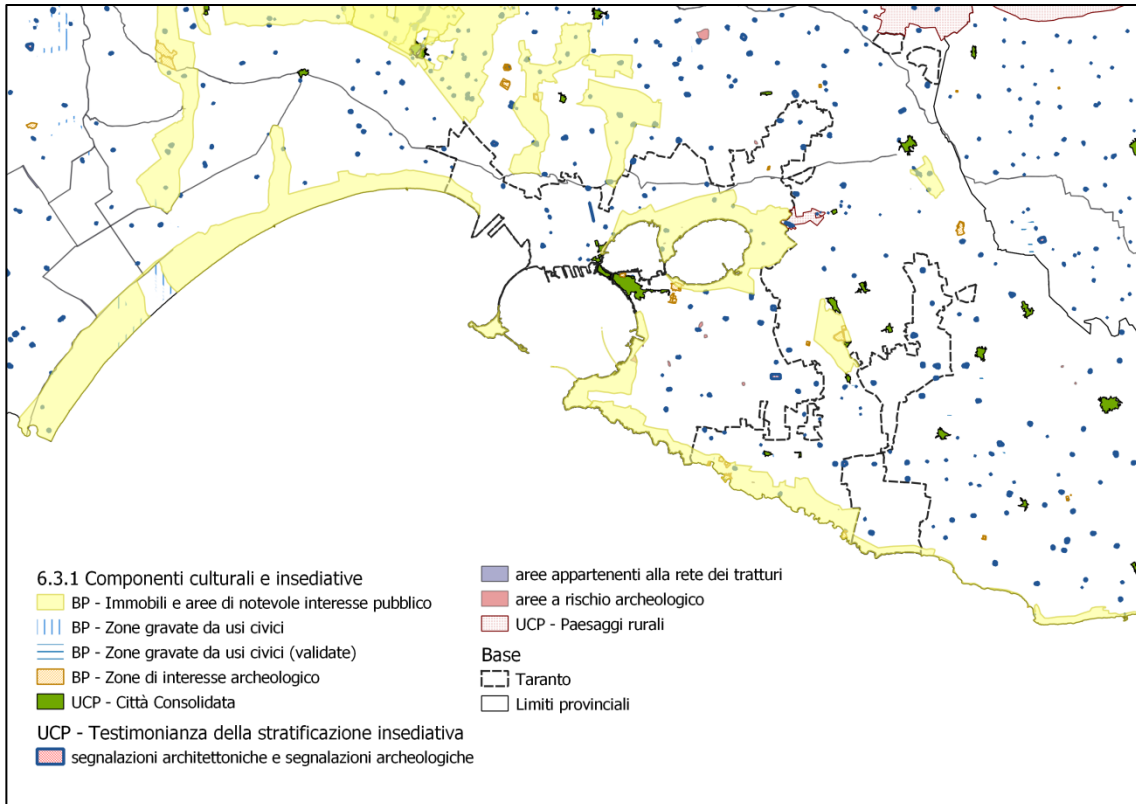 6.3.1 Componenti culturali e insediative
BP - Immobili e aree di notevole interesse pubblico
BP - Zone gravate da usi civici
BP - Zone gravate da usi civici (validate)
BP - Zone di interesse archeologico
UCP - Città Consolidata
UCP - Testimonianza della stratificazione insediativa
segnalazioni architettoniche e segnalazioni archeologiche
aree appartenenti alla rete dei tratturi
aree a rischio archeologico
UCP - Paesaggi rurali
Base
Taranto
Limiti provinciali